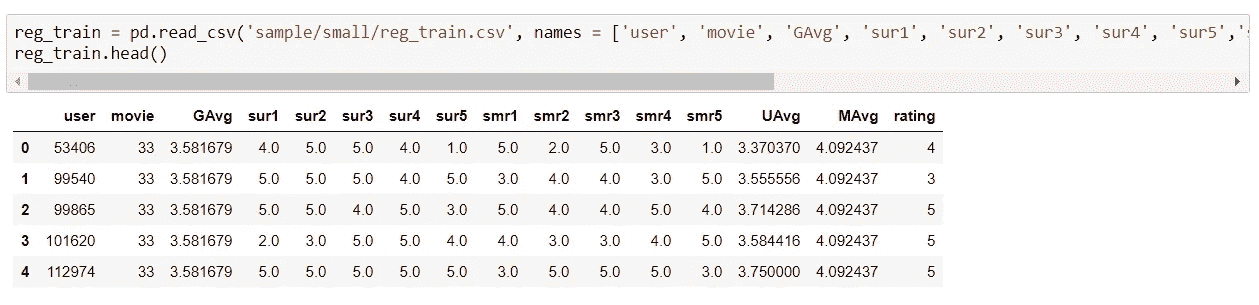 reg_train = pd.read_csv('sample/small/reg_train.csv', names = ['user', 'movie', 'GAvg', 'sur1', 'sur2', 'sur3', 'sur4', 'sur5','s
reg_train.head()
user movie GAvg sur1 sur2 sur3 sur4 sur5 smr1 smr2 smr3 smr4 smr5 UAvg MAvg rating
0 53406 33 3.581679 4.0 5.0 5.0 4.0 1.0 5.0 2.0 5.0 3.0 1.0 3.370370 4.092437 4
1 99540 33 3.581679 5.0 5.0 5.0 4.0 5.0 3.0 4.0 4.0 3.0 5.0 3.555556 4.092437 3
2 99865 33 3.581679 5.0 5.0 4.0 5.0 3.0 5.0 4.0 4.0 5.0 4.0 3.714286 4.092437 5
3 101620 33 3.581679 2.0 3.0 5.0 5.0 4.0 4.0 3.0 3.0 4.0 5.0 3.584416 4.092437 5
4 112974 33 3.581679 5.0 5.0 5.0 5.0 5.0 3.0 5.0 5.0 5.0 3.0 3.750000 4.092437 5